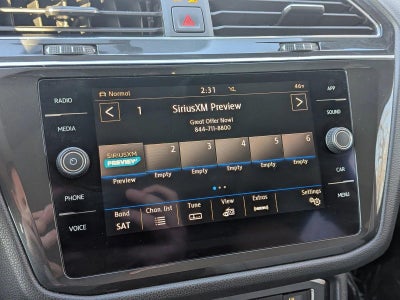 RADIO
MEDIA
PHONE
VOICE
APP
SOUND
CAR
MENU
Normal 2:31
1 SiriusXM Preview
Great Offer Now!
844-711-8800
SIRIUSXM
PREVIEW
2 3 4 5 6
Preview Empty Empty Empty Empty Empty
Band Chan. list Tune View Extras Settings
SAT